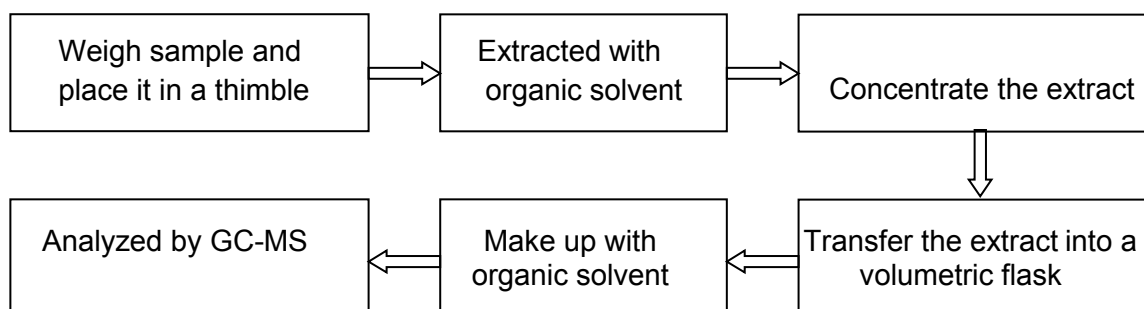 Weigh sample and
place it in a thimble
Extracted with
organic solvent
Concentrate the extract
Transfer the extract into a
volumetric flask
Make up with
organic solvent
Analyzed by GC-MS